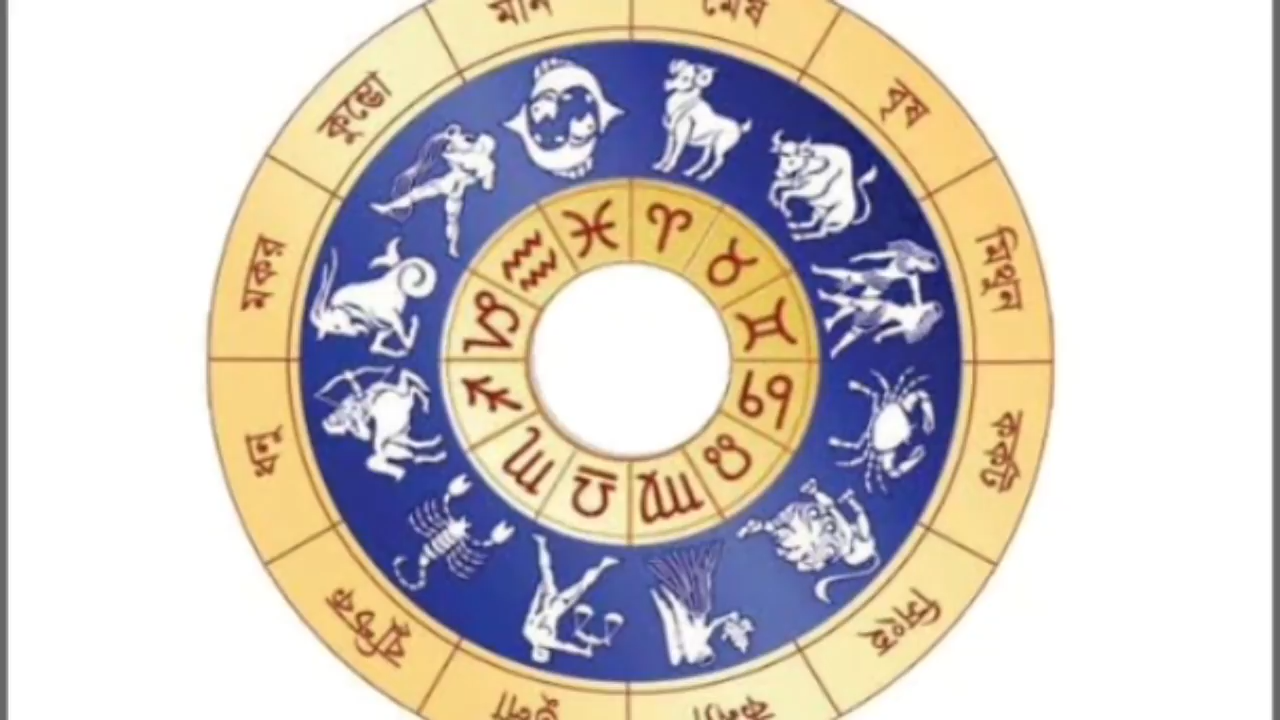 মেষ
বৃষ
মিথুন
কর্কট
সিংহ
তুলা
বৃশ্চিক
ধনু
মকর
কুম্ভো
মীন